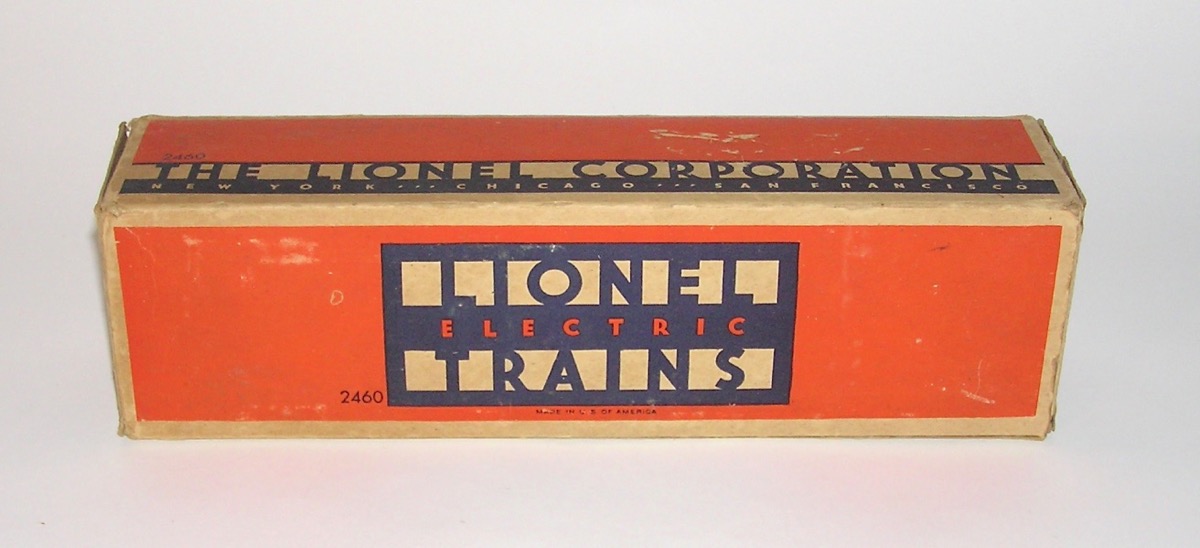 2460
THE LIONEL CORPORATION
NEW YORK ··· CHICAGO ··· SAN FRANCISCO
LIONEL
ELECTRIC
TRAINS
2460
MADE IN U.S. OF AMERICA